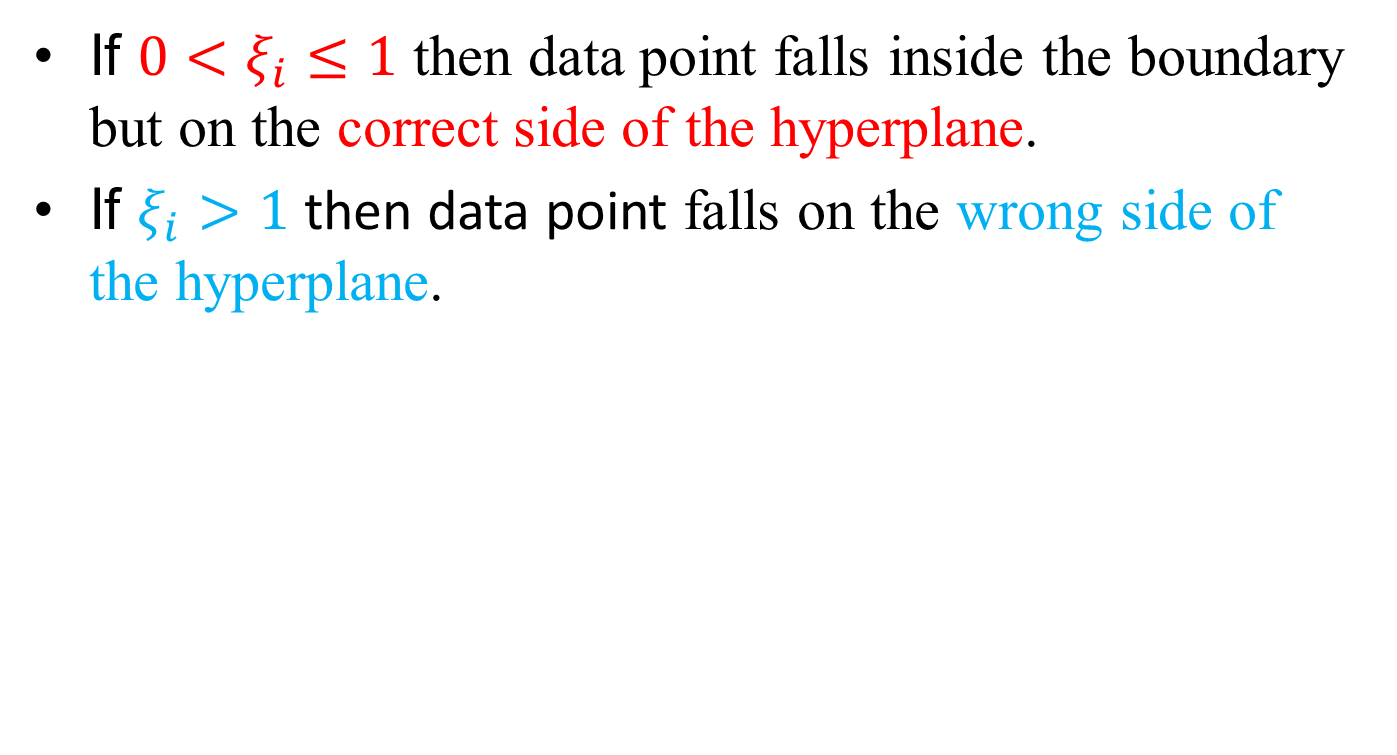 • If 0 < ξᵢ ≤ 1 then data point falls inside the boundary
but on the correct side of the hyperplane.
• If ξᵢ > 1 then data point falls on the wrong side of
the hyperplane.